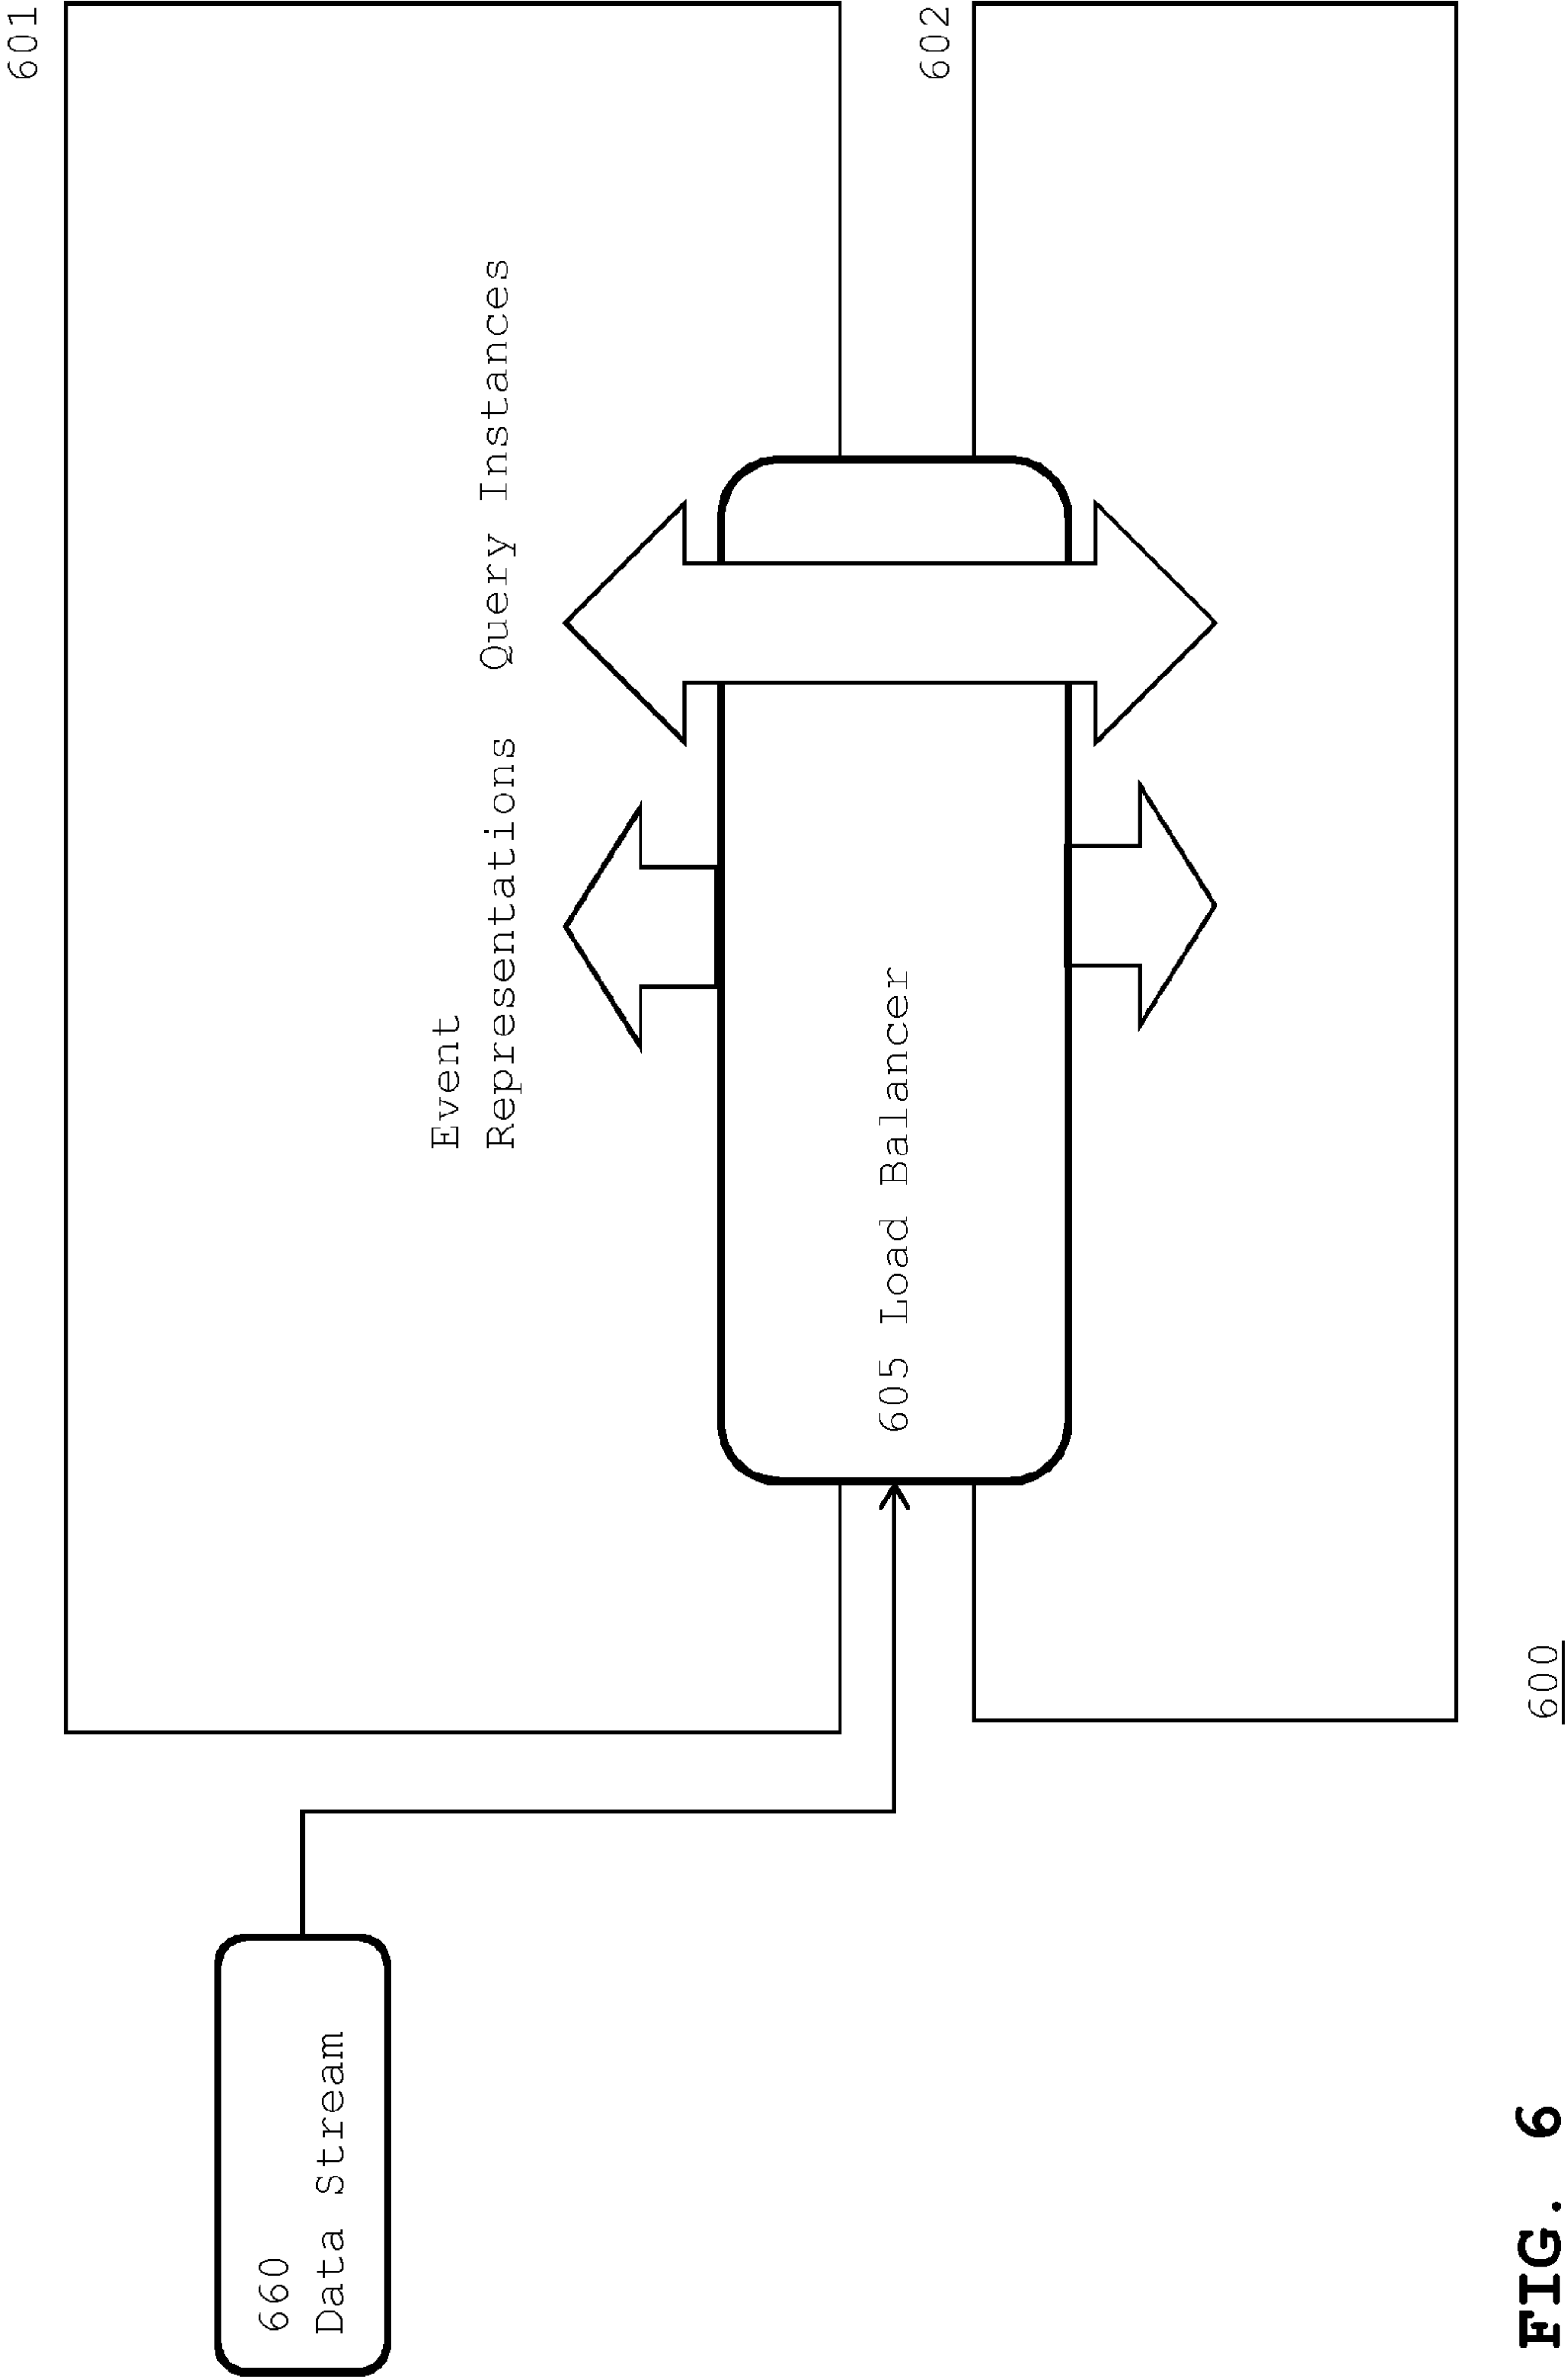 601
Event
Representations Query Instances
602
605 Load Balancer
660
Data Stream
600
FIG. 6